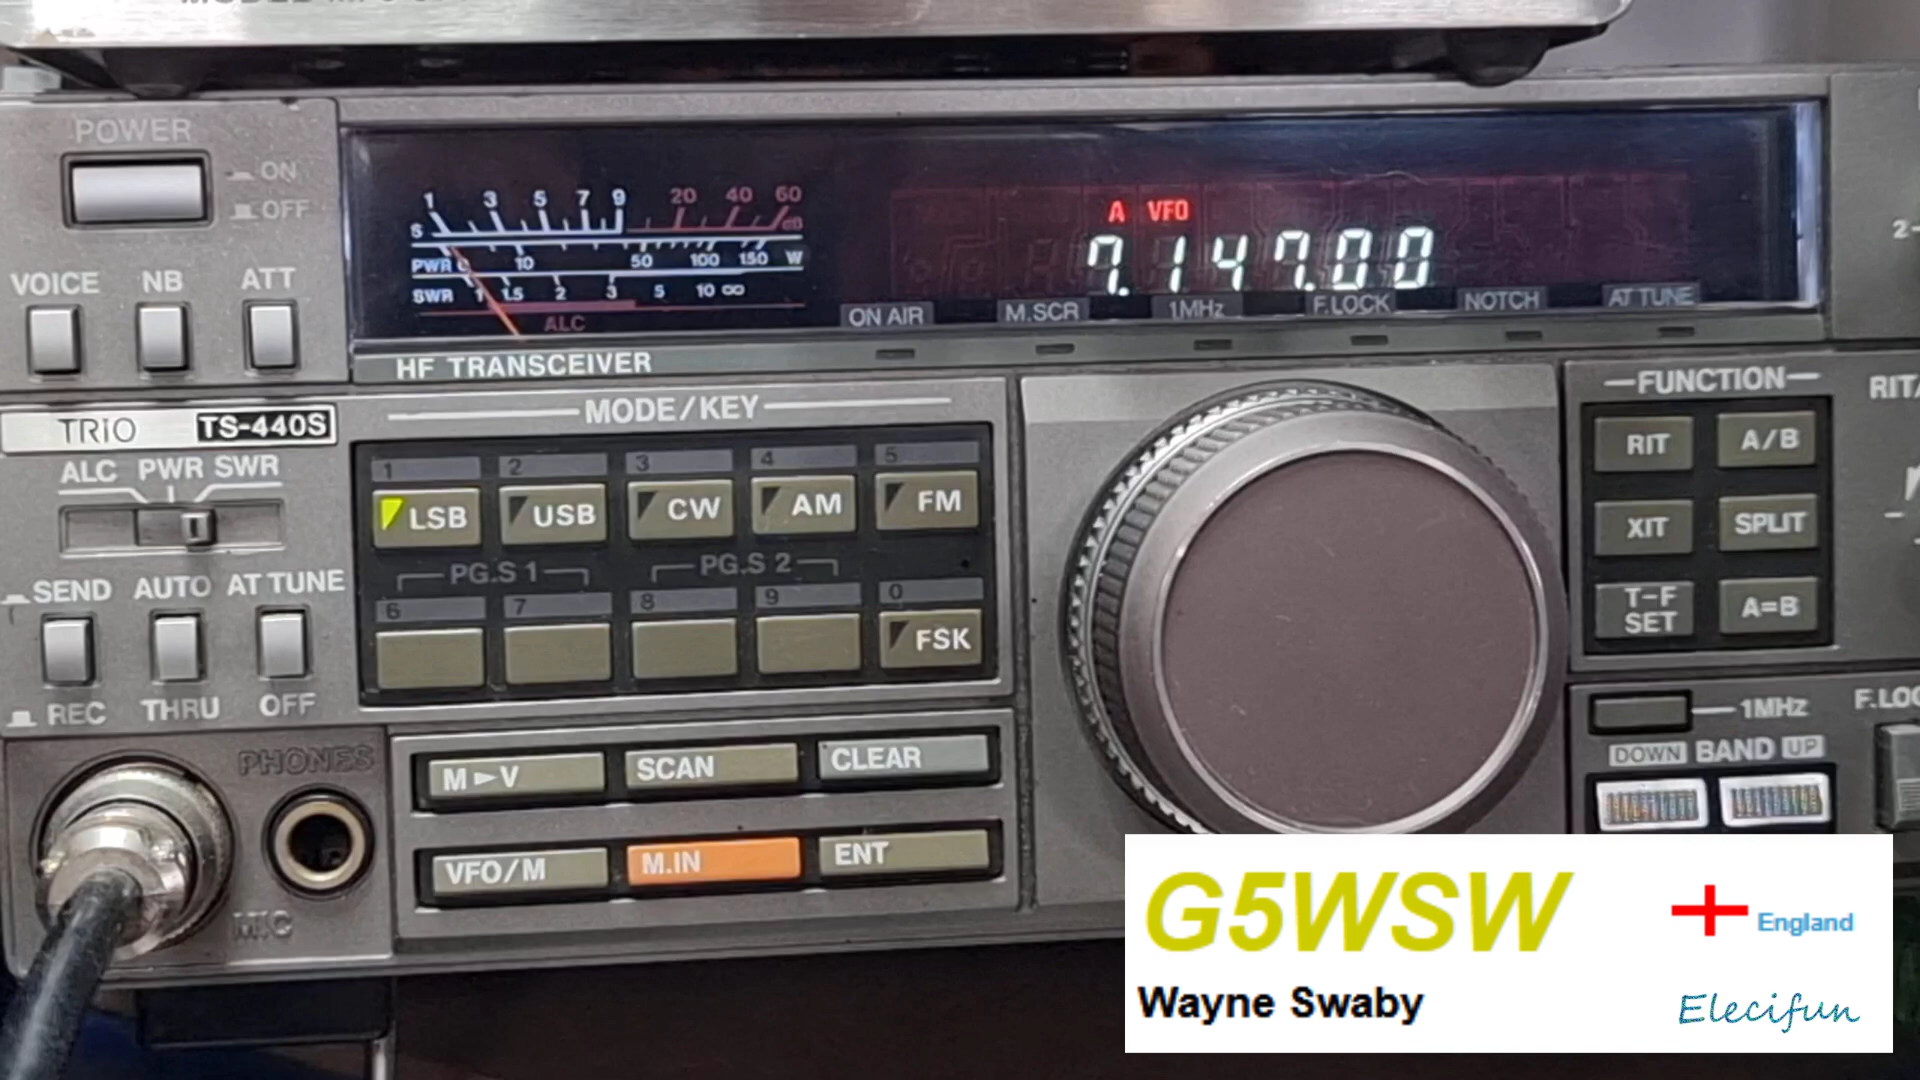 POWER
ON
OFF
VOICE NB ATT
1 3 5 7 9 20 40 60
S dB
PWR 0 10 50 100 150 W
SWR 1 1.5 2 3 5 10 ∞
ALC
A VFO
7.147.00
ON AIR M.SCR 1MHz F.LOCK NOTCH AT TUNE
HF TRANSCEIVER
TRIO TS-440S
ALC PWR SWR
SEND AUTO AT TUNE
REC THRU OFF
PHONES
MIC
MODE/KEY
1 2 3 4 5
LSB USB CW AM FM
PG.S 1 PG.S 2
6 7 8 9 0
FSK
M►V SCAN CLEAR
VFO/M M.IN ENT
FUNCTION
RIT A/B
XIT SPLIT
T-F SET A=B
1MHz
DOWN BAND UP
G5WSW
England
Wayne Swaby
Elecifun